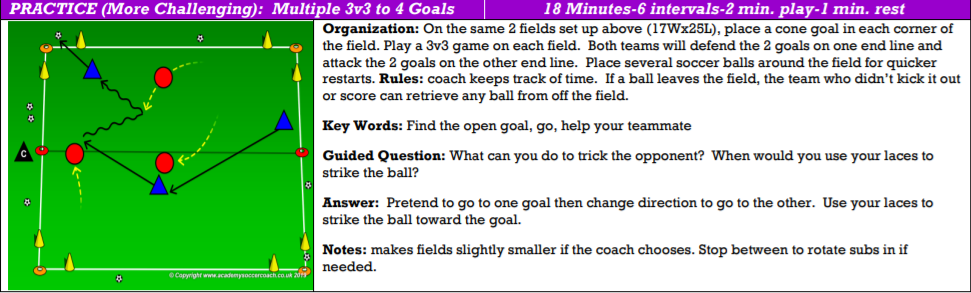 PRACTICE (More Challenging): Multiple 3v3 to 4 Goals
18 Minutes-6 intervals-2 min. play-1 min. rest
Organization: On the same 2 fields set up above (17Wx25L), place a cone goal in each corner of
the field. Play a 3v3 game on each field. Both teams will defend the 2 goals on one end line and
attack the 2 goals on the other end line. Place several soccer balls around the field for quicker
restarts. Rules: coach keeps track of time. If a ball leaves the field, the team who didn't kick it out
or score can retrieve any ball from off the field.
Key Words: Find the open goal, go, help your teammate
Guided Question: What can you do to trick the opponent? When would you use your laces to
strike the ball?
Answer: Pretend to go to one goal then change direction to go to the other. Use your laces to
strike the ball toward the goal.
Notes: makes fields slightly smaller if the coach chooses. Stop between to rotate subs in if
needed.
C
© Copyright www.academysoccercoach.co.uk